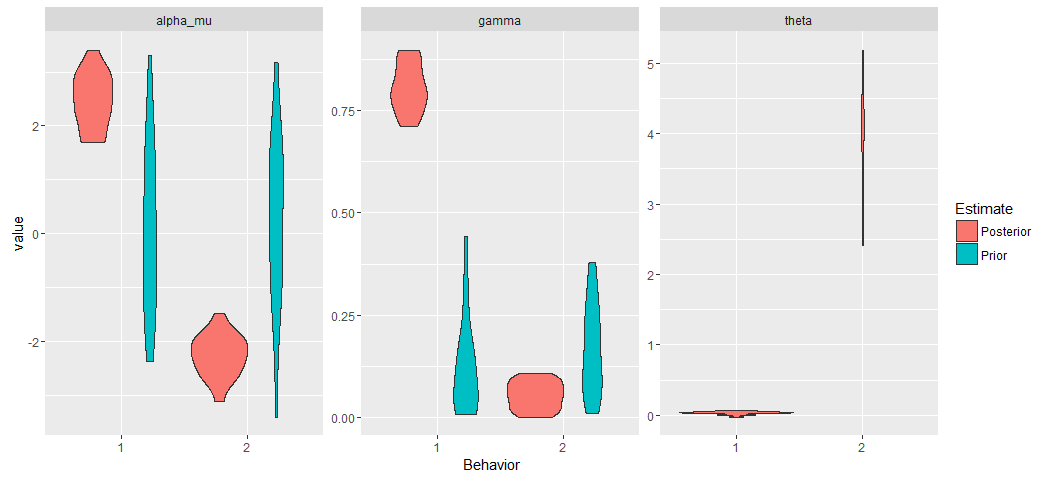 alpha_mu gamma theta
value
2
0
-2
0.75
0.50
0.25
0.00
5
4
3
2
1
0
1 2 1 2 1 2
Behavior
Estimate
Posterior
Prior